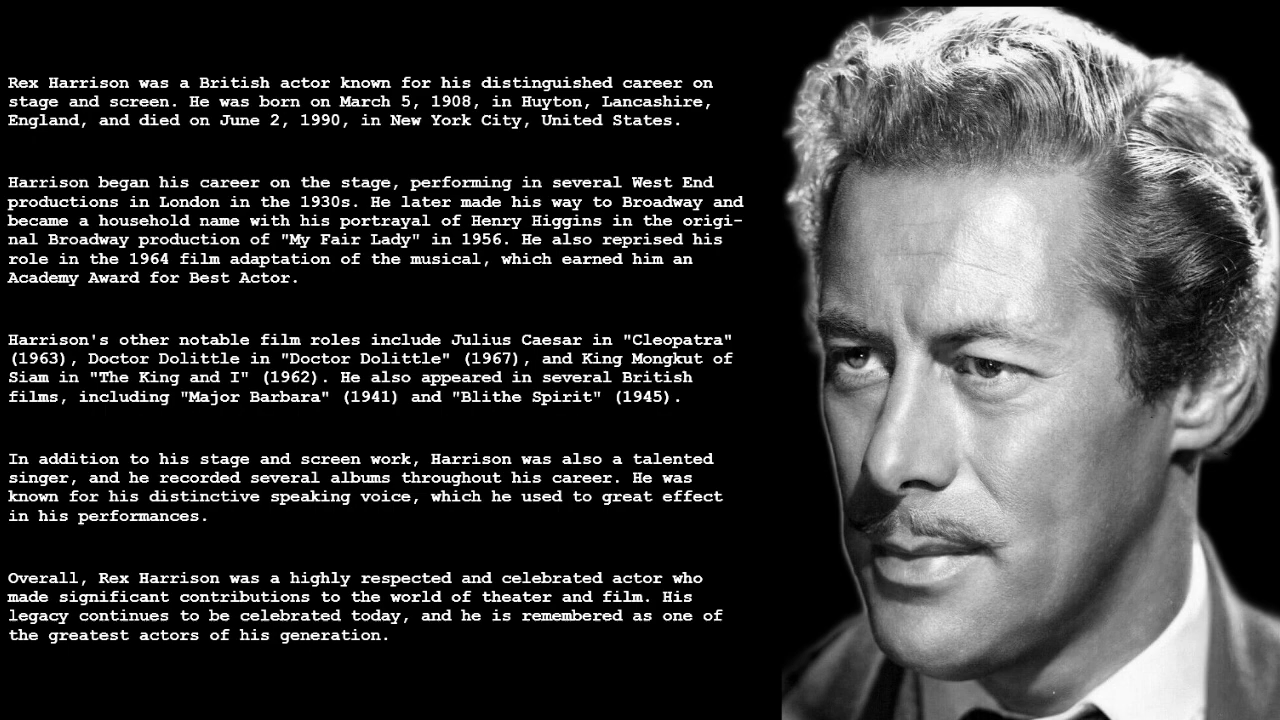 Rex Harrison was a British actor known for his distinguished career on
stage and screen. He was born on March 5, 1908, in Huyton, Lancashire,
England, and died on June 2, 1990, in New York City, United States.
Harrison began his career on the stage, performing in several West End
productions in London in the 1930s. He later made his way to Broadway and
became a household name with his portrayal of Henry Higgins in the origi-
nal Broadway production of "My Fair Lady" in 1956. He also reprised his
role in the 1964 film adaptation of the musical, which earned him an
Academy Award for Best Actor.
Harrison's other notable film roles include Julius Caesar in "Cleopatra"
(1963), Doctor Dolittle in "Doctor Dolittle" (1967), and King Mongkut of
Siam in "The King and I" (1962). He also appeared in several British
films, including "Major Barbara" (1941) and "Blithe Spirit" (1945).
In addition to his stage and screen work, Harrison was also a talented
singer, and he recorded several albums throughout his career. He was
known for his distinctive speaking voice, which he used to great effect
in his performances.
Overall, Rex Harrison was a highly respected and celebrated actor who
made significant contributions to the world of theater and film. His
legacy continues to be celebrated today, and he is remembered as one of
the greatest actors of his generation.